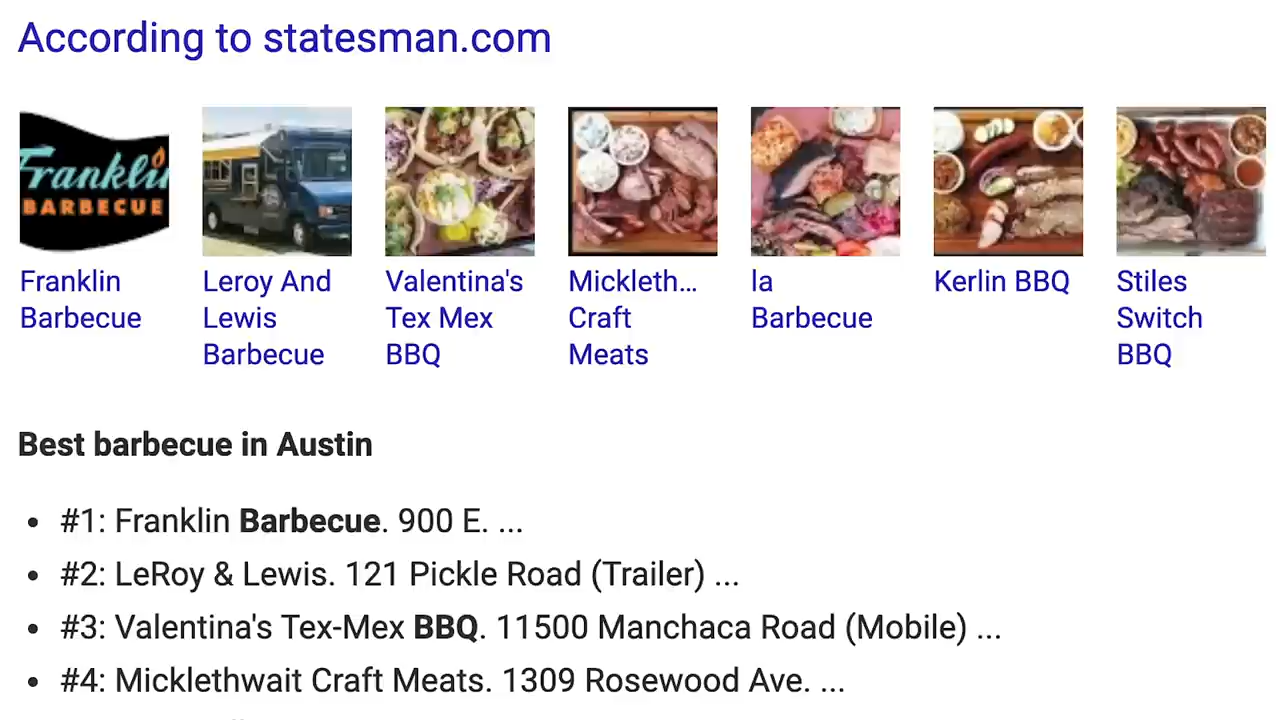 According to statesman.com
Franklin
BARBECUE
Franklin
Barbecue
Leroy And
Lewis
Barbecue
Valentina's
Tex Mex
BBQ
Mickleth...
Craft
Meats
la
Barbecue
Kerlin BBQ
Stiles
Switch
BBQ
Best barbecue in Austin
• #1: Franklin Barbecue. 900 E. ...
• #2: LeRoy & Lewis. 121 Pickle Road (Trailer) ...
• #3: Valentina's Tex-Mex BBQ. 11500 Manchaca Road (Mobile) ...
• #4: Micklethwait Craft Meats. 1309 Rosewood Ave. ...